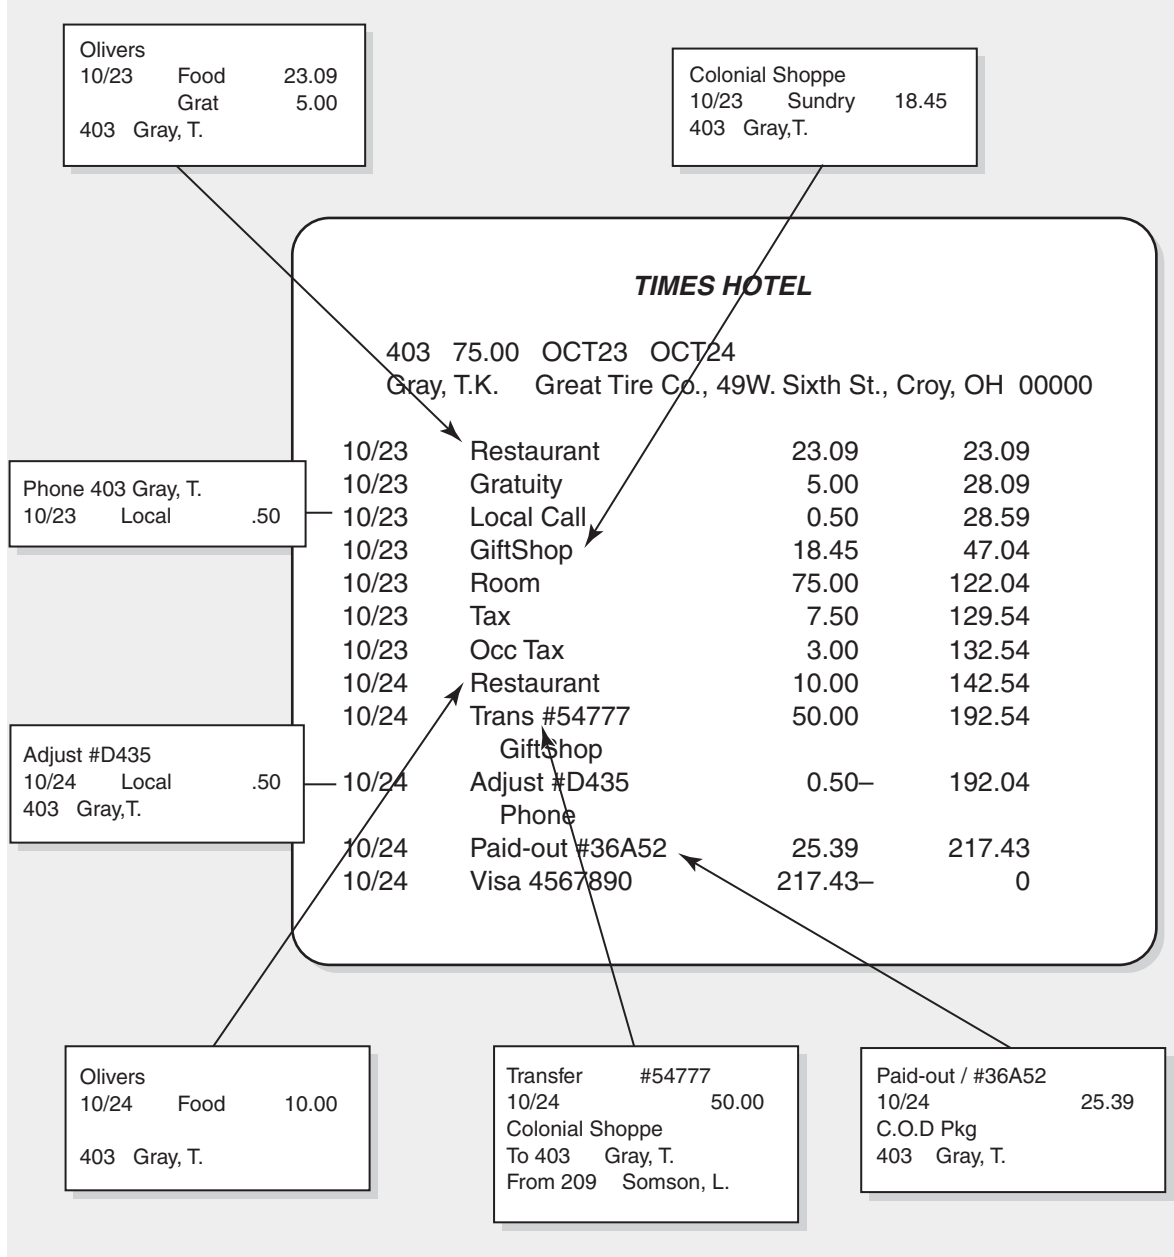 Olivers
10/23 Food 23.09
Grat 5.00
403 Gray, T.
Colonial Shoppe
10/23 Sundry 18.45
403 Gray,T.
TIMES HOTEL
403 75.00 OCT23 OCT24
Gray, T.K. Great Tire Co., 49W. Sixth St., Croy, OH 00000
10/23 Restaurant 23.09 23.09
10/23 Gratuity 5.00 28.09
10/23 Local Call 0.50 28.59
10/23 GiftShop 18.45 47.04
10/23 Room 75.00 122.04
10/23 Tax 7.50 129.54
10/23 Occ Tax 3.00 132.54
10/24 Restaurant 10.00 142.54
10/24 Trans #54777 50.00 192.54
GiftShop
10/24 Adjust #D435 0.50– 192.04
Phone
10/24 Paid-out #36A52 25.39 217.43
10/24 Visa 4567890 217.43– 0
Phone 403 Gray, T.
10/23 Local .50
Adjust #D435
10/24 Local .50
403 Gray,T.
Olivers
10/24 Food 10.00
403 Gray, T.
Transfer #54777
10/24 50.00
Colonial Shoppe
To 403 Gray, T.
From 209 Somson, L.
Paid-out / #36A52
10/24 25.39
C.O.D Pkg
403 Gray, T.